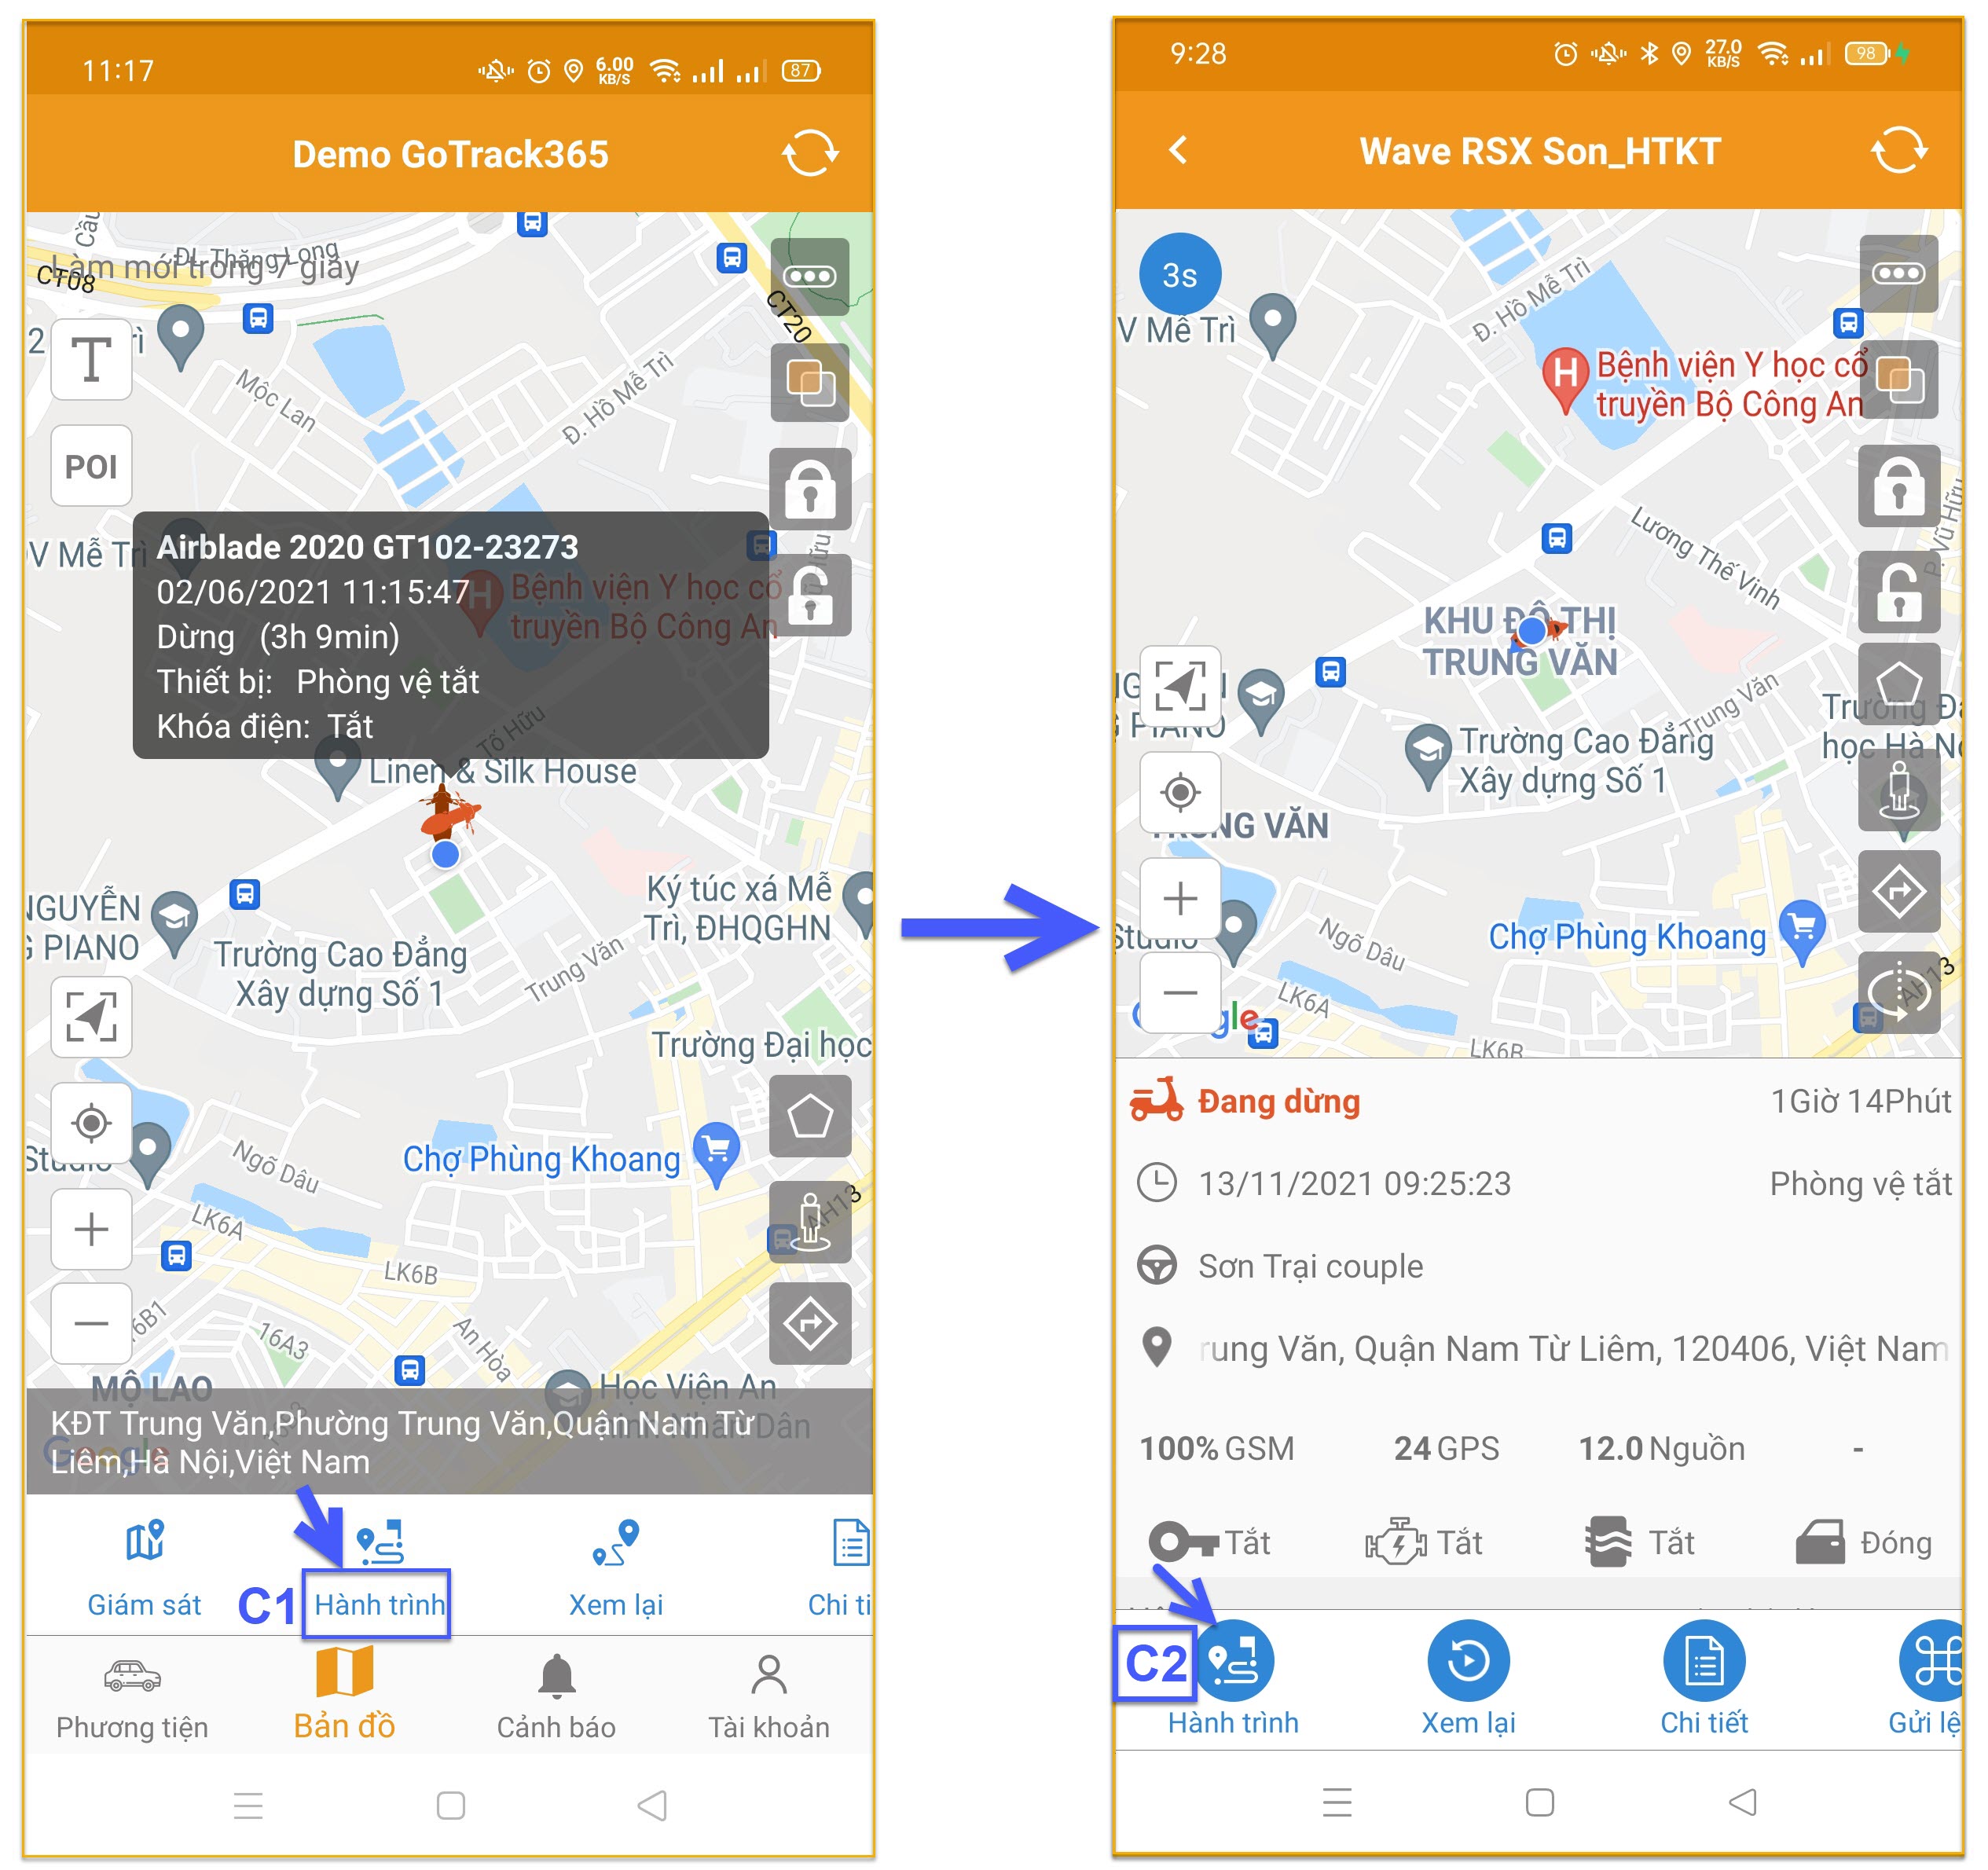 11:17
6.00
KB/S
87
Demo GoTrack365
Cầu
ĐL Thăng Long
Làm mới trong 7 giây
CT08
CT20
2
T
POI
Mộc Lan
Đ. Hồ Mễ Trì
V Mễ Trì
Airblade 2020 GT102-23273
02/06/2021 11:15:47
Dừng (3h 9min)
Thiết bị: Phòng vệ tắt
Khóa điện: Tắt
H
Bệnh viện Y học cổ
truyền Bộ Công An
Tố Hữu
Linen & Silk House
NGUYỄN
G PIANO
Ký túc xá Mễ
Trì, ĐHQGHN
Trường Cao Đẳng
Xây dựng Số 1
Trung Văn
Trường Đại học
Studio
Ngõ Dâu
Chợ Phùng Khoang
AH13
LK6A
LK6B
16B1
16A3
An Hòa
MỘ LAO
Học Viện An
ninh Nhân Dân
KĐT Trung Văn,Phường Trung Văn,Quận Nam Từ
Liêm,Hà Nội,Việt Nam
Google
Giám sát
C1
Hành trình
Xem lại
Chi ti
Phương tiện
Bản đồ
Cảnh báo
Tài khoản
9:28
27.0
KB/S
98
Wave RSX Son_HTKT
3s
V Mễ Trì
Đ. Hồ Mễ Trì
H
Bệnh viện Y học cổ
truyền Bộ Công An
Lương Thế Vinh
P. Vũ Hữu
KHU ĐÔ THỊ
TRUNG VĂN
G PIANO
Trung Văn
Trường Đạ
học Hà Nộ
Trường Cao Đẳng
Xây dựng Số 1
TRUNG VĂN
Studio
Ngõ Dâu
Chợ Phùng Khoang
AH13
LK6A
LK6B
Đang dừng
1Giờ 14Phút
13/11/2021 09:25:23
Phòng vệ tắt
Sơn Trại couple
rung Văn, Quận Nam Từ Liêm, 120406, Việt Nam
100% GSM
24 GPS
12.0 Nguồn
-
Tắt
Tắt
Tắt
Đóng
C2
Hành trình
Xem lại
Chi tiết
Gửi lệ